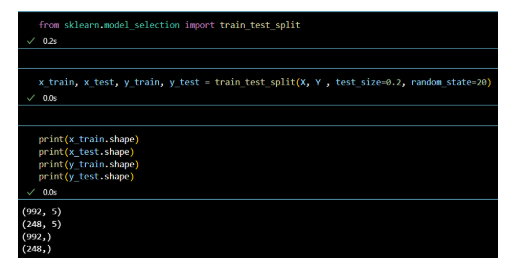 from sklearn.model_selection import train_test_split
✓ 0.2s
x_train, x_test, y_train, y_test = train_test_split(X, Y , test_size=0.2, random_state=20)
✓ 0.0s
print(x_train.shape)
print(x_test.shape)
print(y_train.shape)
print(y_test.shape)
✓ 0.0s
(992, 5)
(248, 5)
(992,)
(248,)